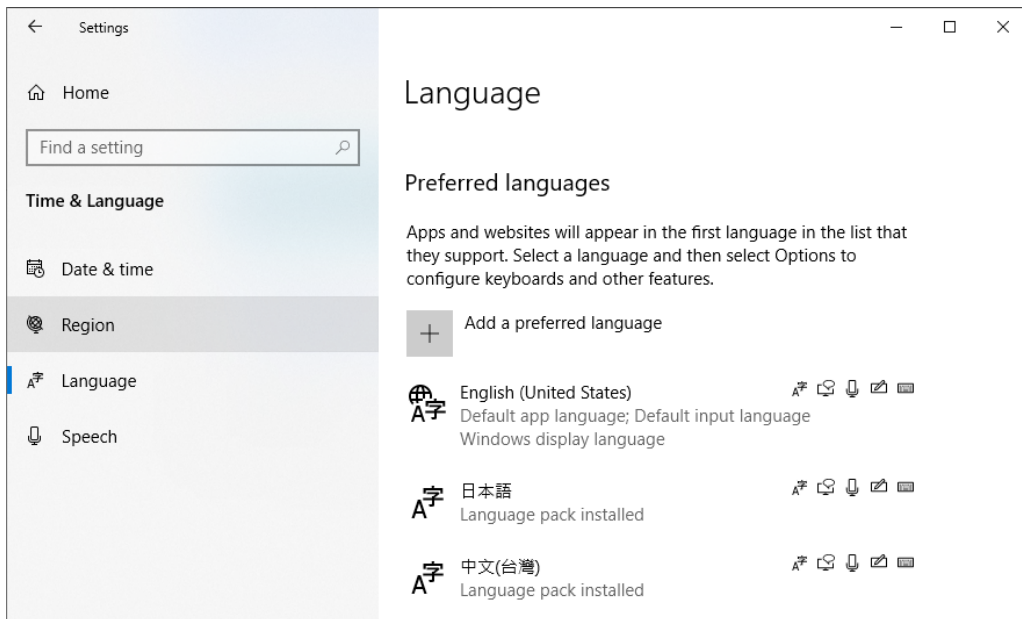 Settings
Home
Find a setting
Time & Language
Date & time
Region
Language
Speech
Language
Preferred languages
Apps and websites will appear in the first language in the list that
they support. Select a language and then select Options to
configure keyboards and other features.
Add a preferred language
English (United States)
Default app language; Default input language
Windows display language
日本語
Language pack installed
中文(台灣)
Language pack installed